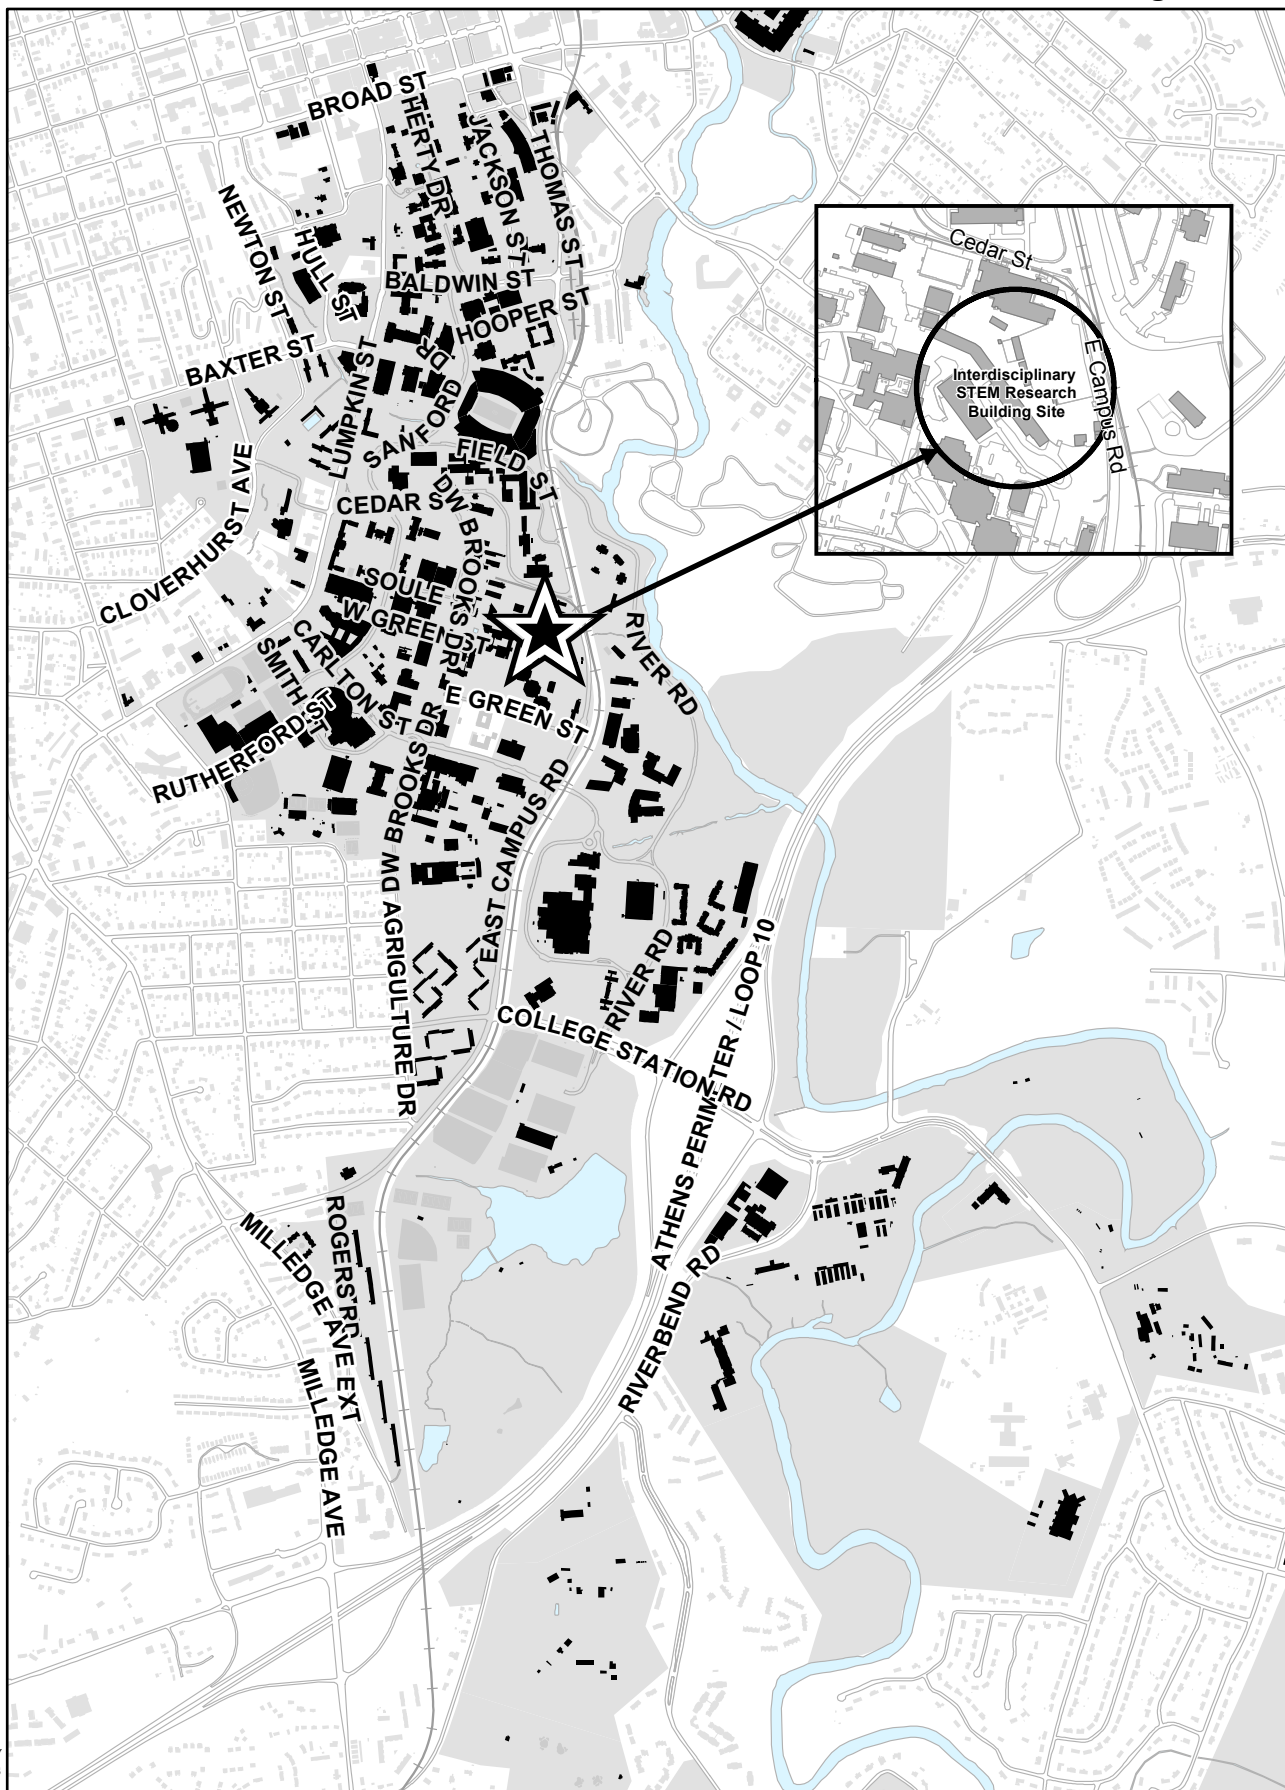 BROAD ST
HERTY DR
JACKSON ST
THOMAS ST
NEWTON ST
HULL ST
BALDWIN ST
HOOPER ST
BAXTER ST
LUMPKIN ST
SANFORD
DR
FIELD ST
CEDAR S
DW BROOKS DR
CLOVERHURST AVE
SOULE
W GREEN ST
CARLTON ST
SMITH ST
RUTHERFORD ST
E GREEN ST
RIVER RD
EAST CAMPUS RD
DW BROOKS DR
AGRIGULTURE DR
RIVER RD
COLLEGE STATION RD
ATHENS PERIMETER / LOOP 10
RIVERBEND RD
ROGERS RD
MILLEDGE AVE EXT
MILLEDGE AVE
Cedar St
E Campus Rd
Interdisciplinary
STEM Research
Building Site